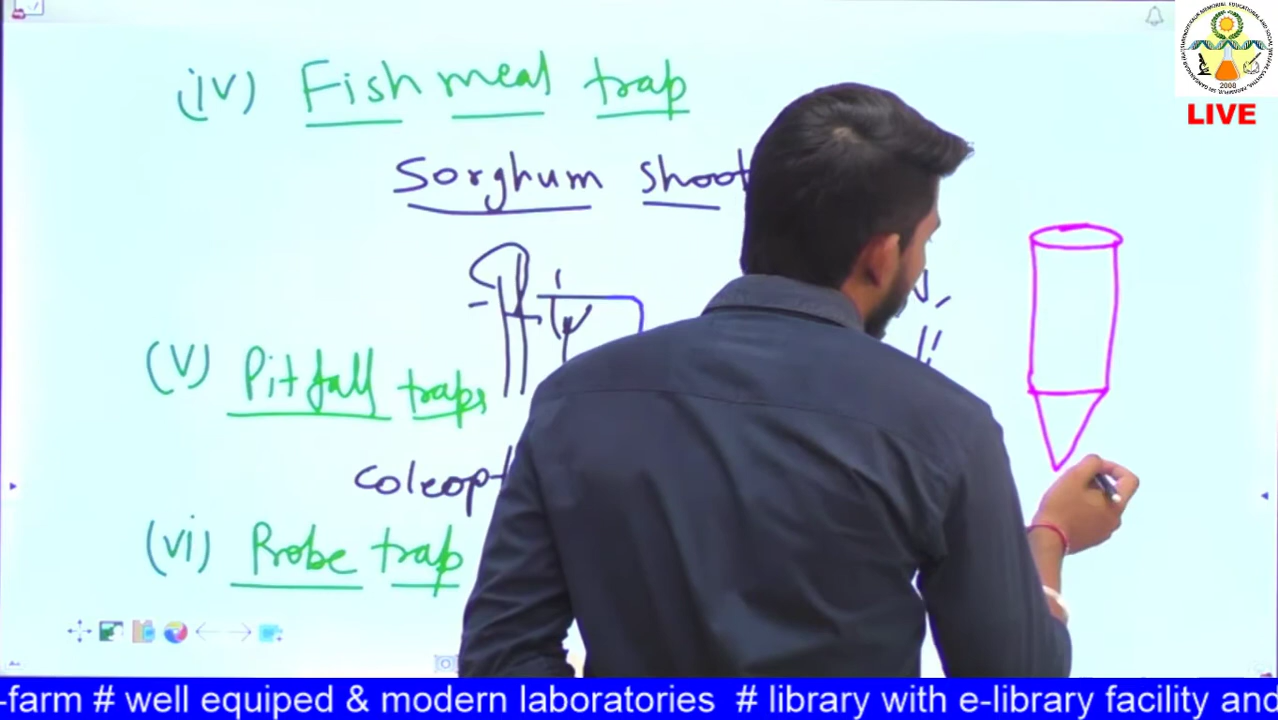 (iv) Fish meal trap
LIVE
Sorghum shoot
(v) Pitfall traps
coleopt
(vi) Probe trap
2008
-farm # well equiped & modern laboratories # library with e-library facility and